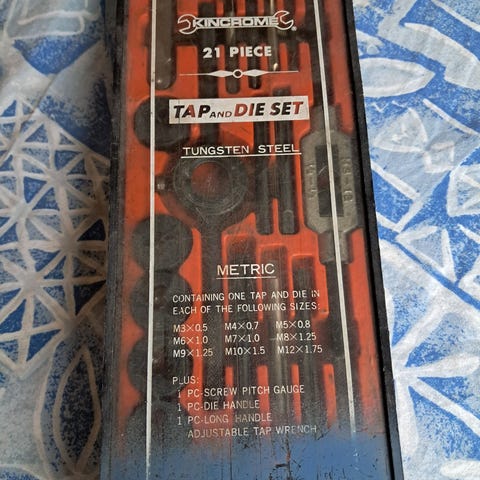 KINCROME®
21 PIECE
TAP AND DIE SET
TUNGSTEN STEEL
METRIC
CONTAINING ONE TAP AND DIE IN
EACH OF THE FOLLOWING SIZES:
M3×0.5 M4×0.7 M5×0.8
M6×1.0 M7×1.0 M8×1.25
M9×1.25 M10×1.5 M12×1.75
PLUS:
1 PC-SCREW PITCH GAUGE
1 PC-DIE HANDLE
1 PC-LONG HANDLE
ADJUSTABLE TAP WRENCH